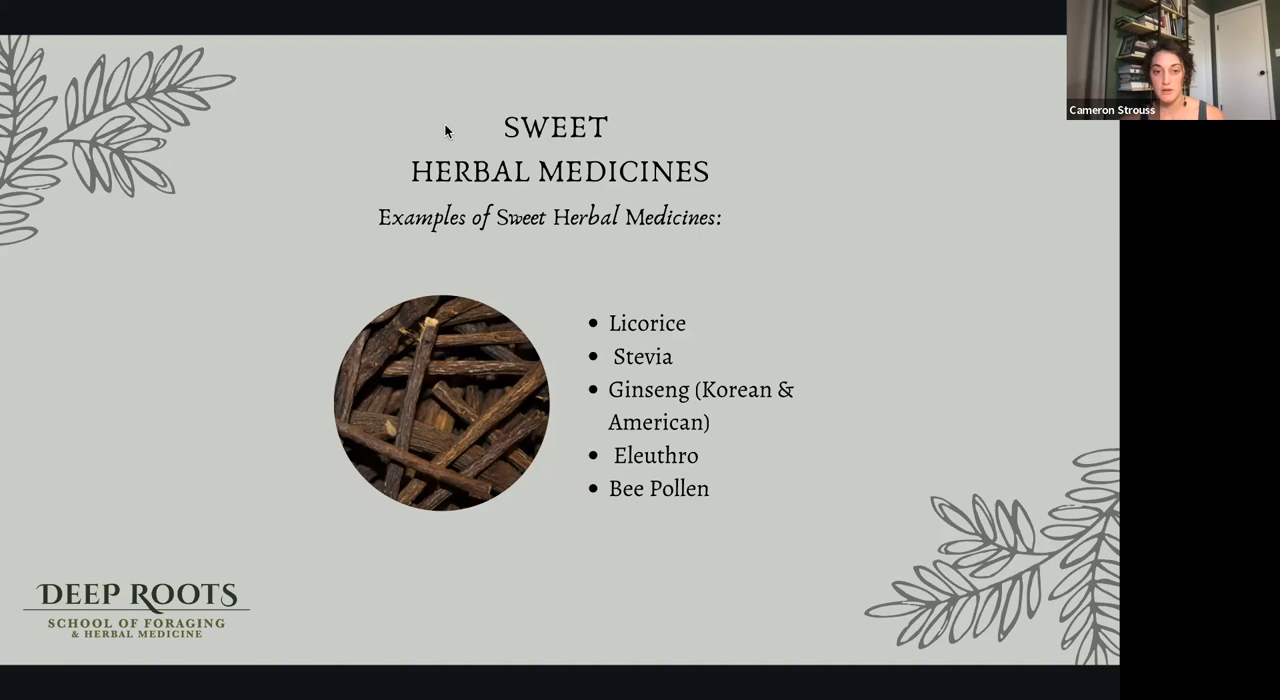 SWEET
HERBAL MEDICINES
Examples of Sweet Herbal Medicines:
• Licorice
• Stevia
• Ginseng (Korean &
American)
• Eleuthro
• Bee Pollen
DEEP ROOTS
SCHOOL OF FORAGING
& HERBAL MEDICINE
Cameron Strouss